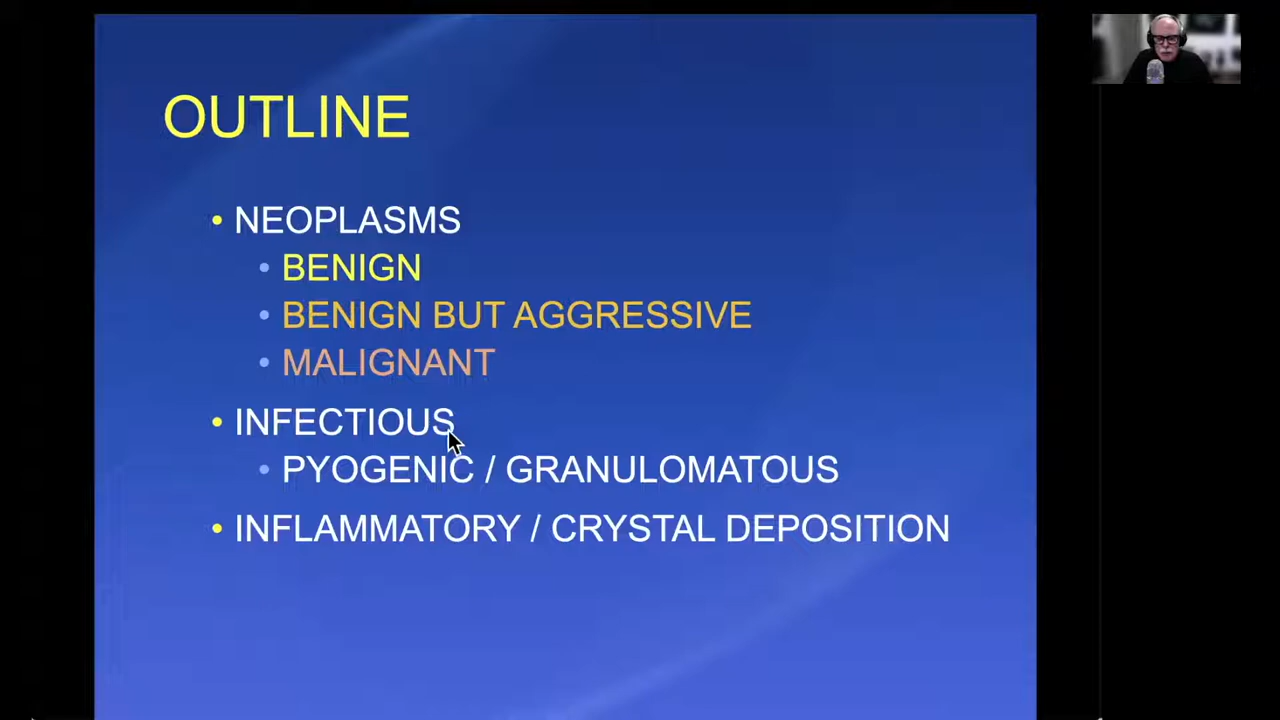 OUTLINE
• NEOPLASMS
• BENIGN
• BENIGN BUT AGGRESSIVE
• MALIGNANT
• INFECTIOUS
• PYOGENIC / GRANULOMATOUS
• INFLAMMATORY / CRYSTAL DEPOSITION